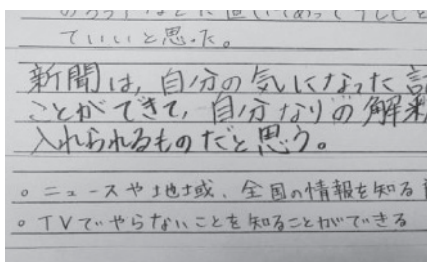 ていいと思った。
新聞は、自分の気になった
ことができて、自分なりの解釈
入れられるものだと思う。
。ニュースや地域、全国の情報を知る
。TVでやらないことを知ることができる